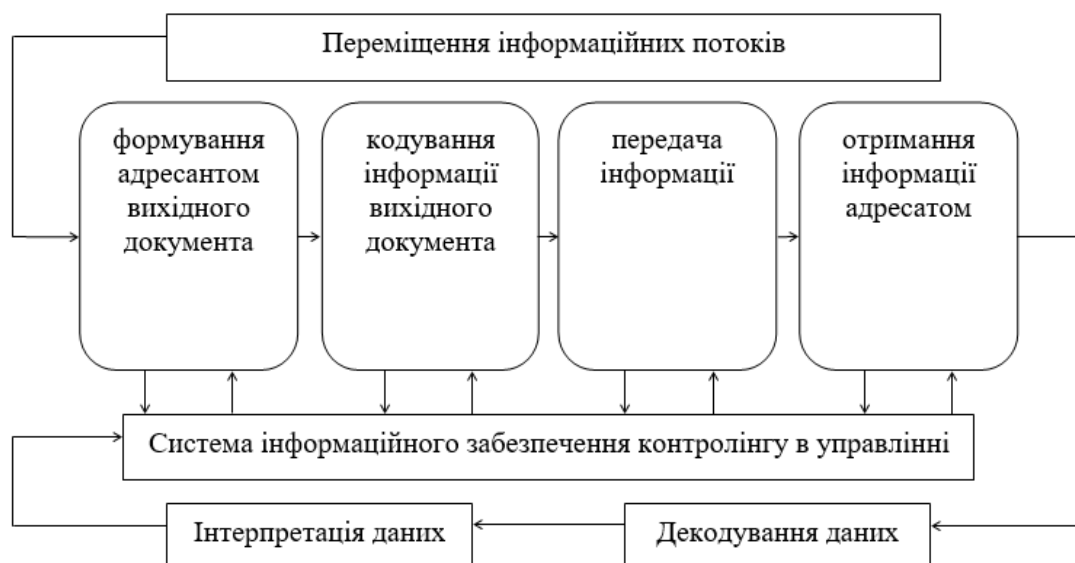 Переміщення інформаційних потоків
формування
адресантом
вихідного
документа
кодування
інформації
вихідного
документа
передача
інформації
отримання
інформації
адресатом
Система інформаційного забезпечення контролінгу в управлінні
Інтерпретація даних
Декодування даних